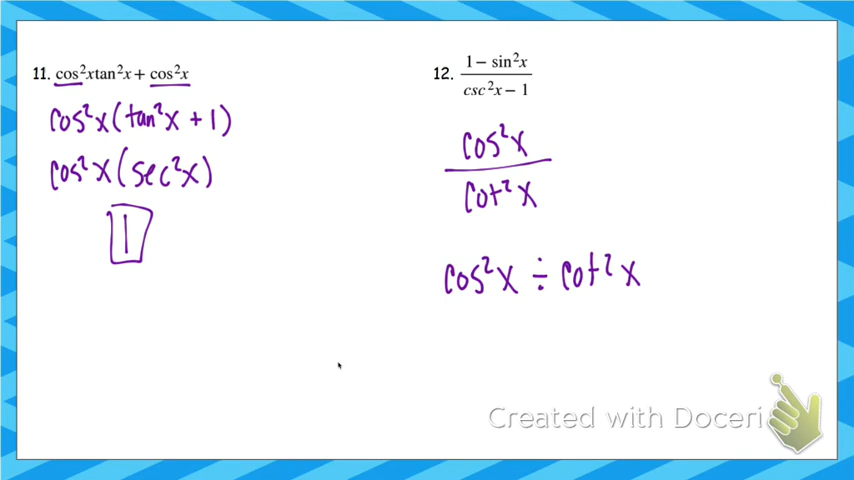 11. cos²xtan²x + cos²x
cos²x(tan²x + 1)
cos²x(sec²x)
1
12. 1 − sin²x
csc²x − 1
cos²x
cot²x
cos²x ÷ cot²x
Created with Doceri